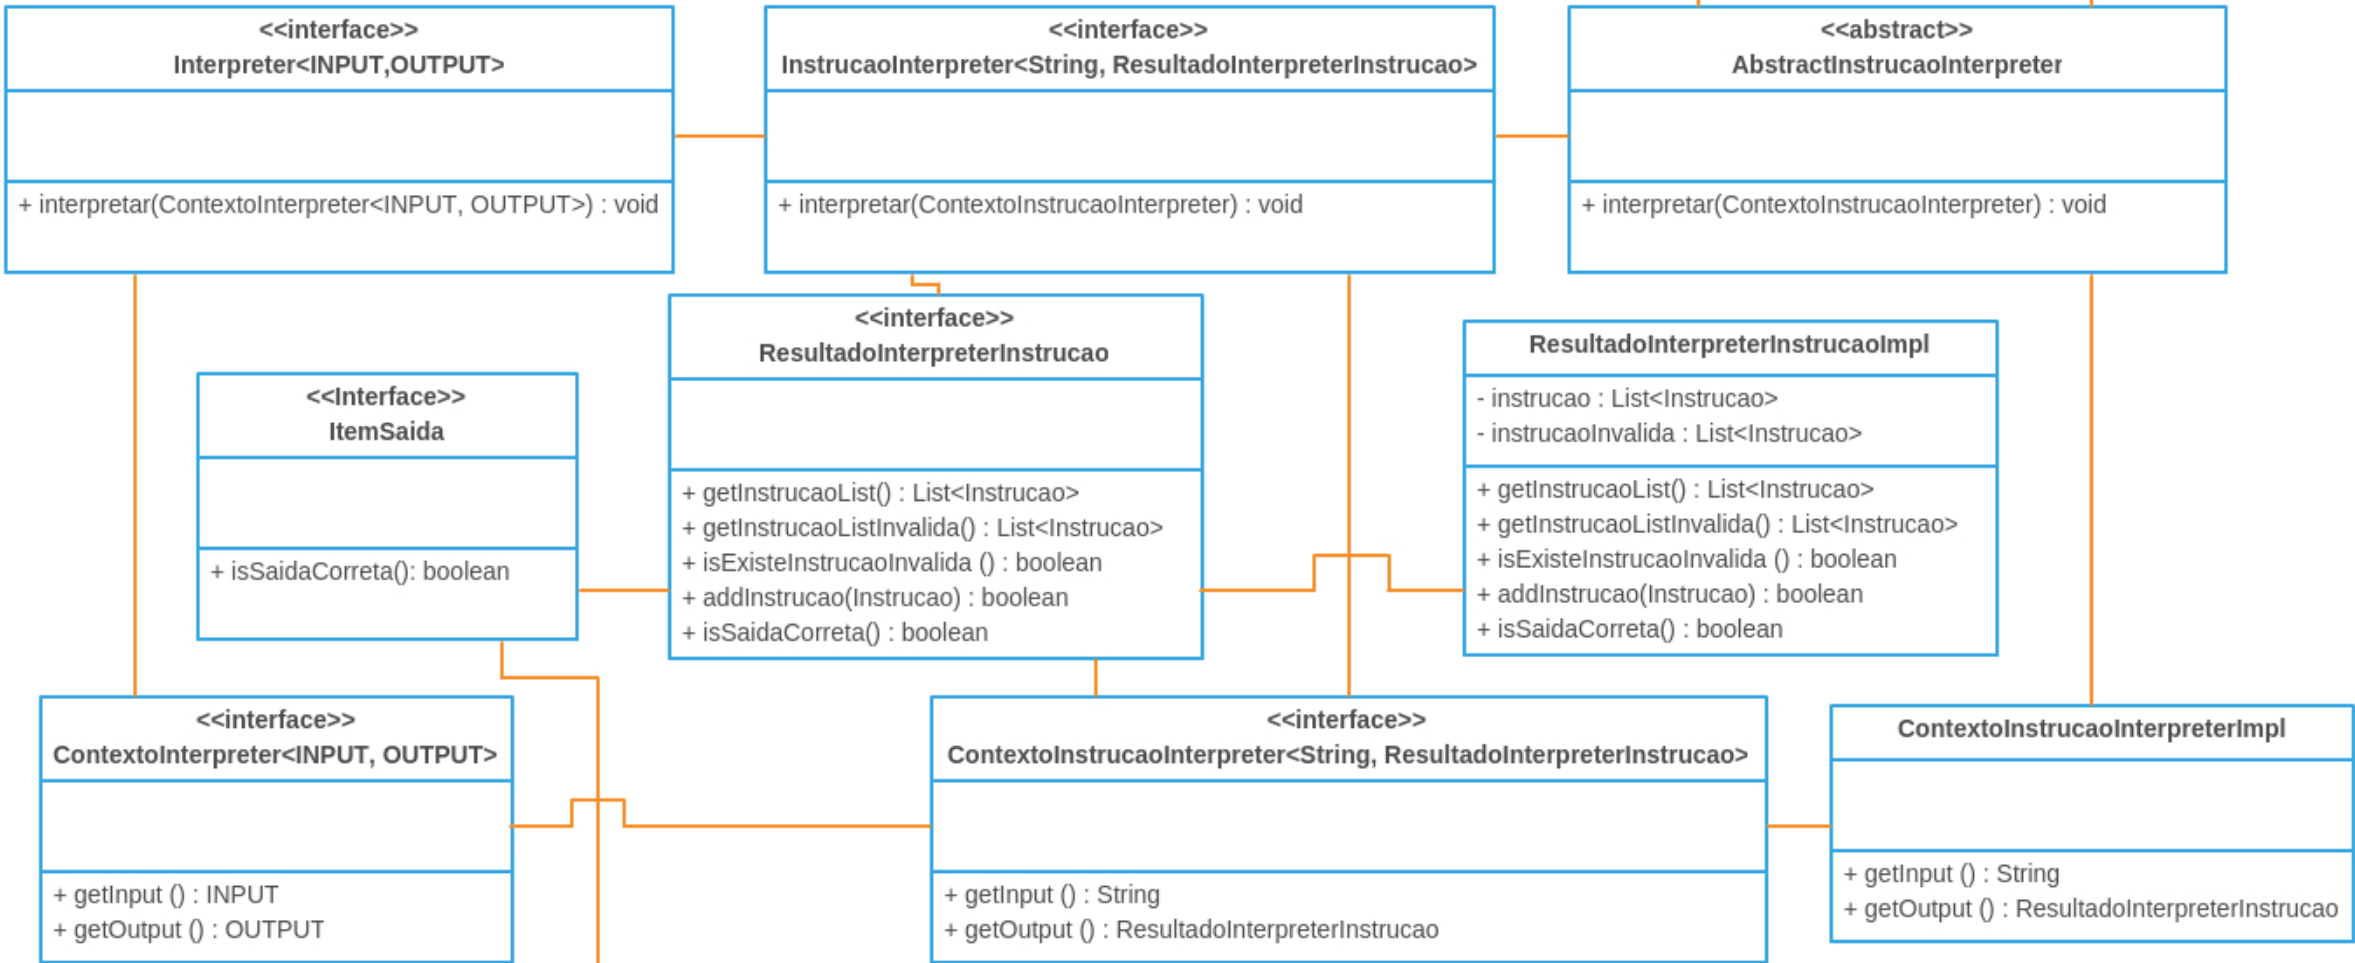 <<interface>>
Interpreter<INPUT,OUTPUT>
+ interpretar(ContextoInterpreter<INPUT, OUTPUT>) : void
<<interface>>
InstrucaoInterpreter<String, ResultadoInterpreterInstrucao>
+ interpretar(ContextoInstrucaoInterpreter) : void
<<abstract>>
AbstractInstrucaoInterpreter
+ interpretar(ContextoInstrucaoInterpreter) : void
<<Interface>>
ItemSaida
+ isSaidaCorreta(): boolean
<<interface>>
ResultadoInterpreterInstrucao
+ getInstrucaoList() : List<Instrucao>
+ getInstrucaoListInvalida() : List<Instrucao>
+ isExisteInstrucaoInvalida () : boolean
+ addInstrucao(Instrucao) : boolean
+ isSaidaCorreta() : boolean
ResultadoInterpreterInstrucaoImpl
- instrucao : List<Instrucao>
- instrucaoInvalida : List<Instrucao>
+ getInstrucaoList() : List<Instrucao>
+ getInstrucaoListInvalida() : List<Instrucao>
+ isExisteInstrucaoInvalida () : boolean
+ addInstrucao(Instrucao) : boolean
+ isSaidaCorreta() : boolean
<<interface>>
ContextoInterpreter<INPUT, OUTPUT>
+ getInput () : INPUT
+ getOutput () : OUTPUT
<<interface>>
ContextoInstrucaoInterpreter<String, ResultadoInterpreterInstrucao>
+ getInput () : String
+ getOutput () : ResultadoInterpreterInstrucao
ContextoInstrucaoInterpreterImpl
+ getInput () : String
+ getOutput () : ResultadoInterpreterInstrucao